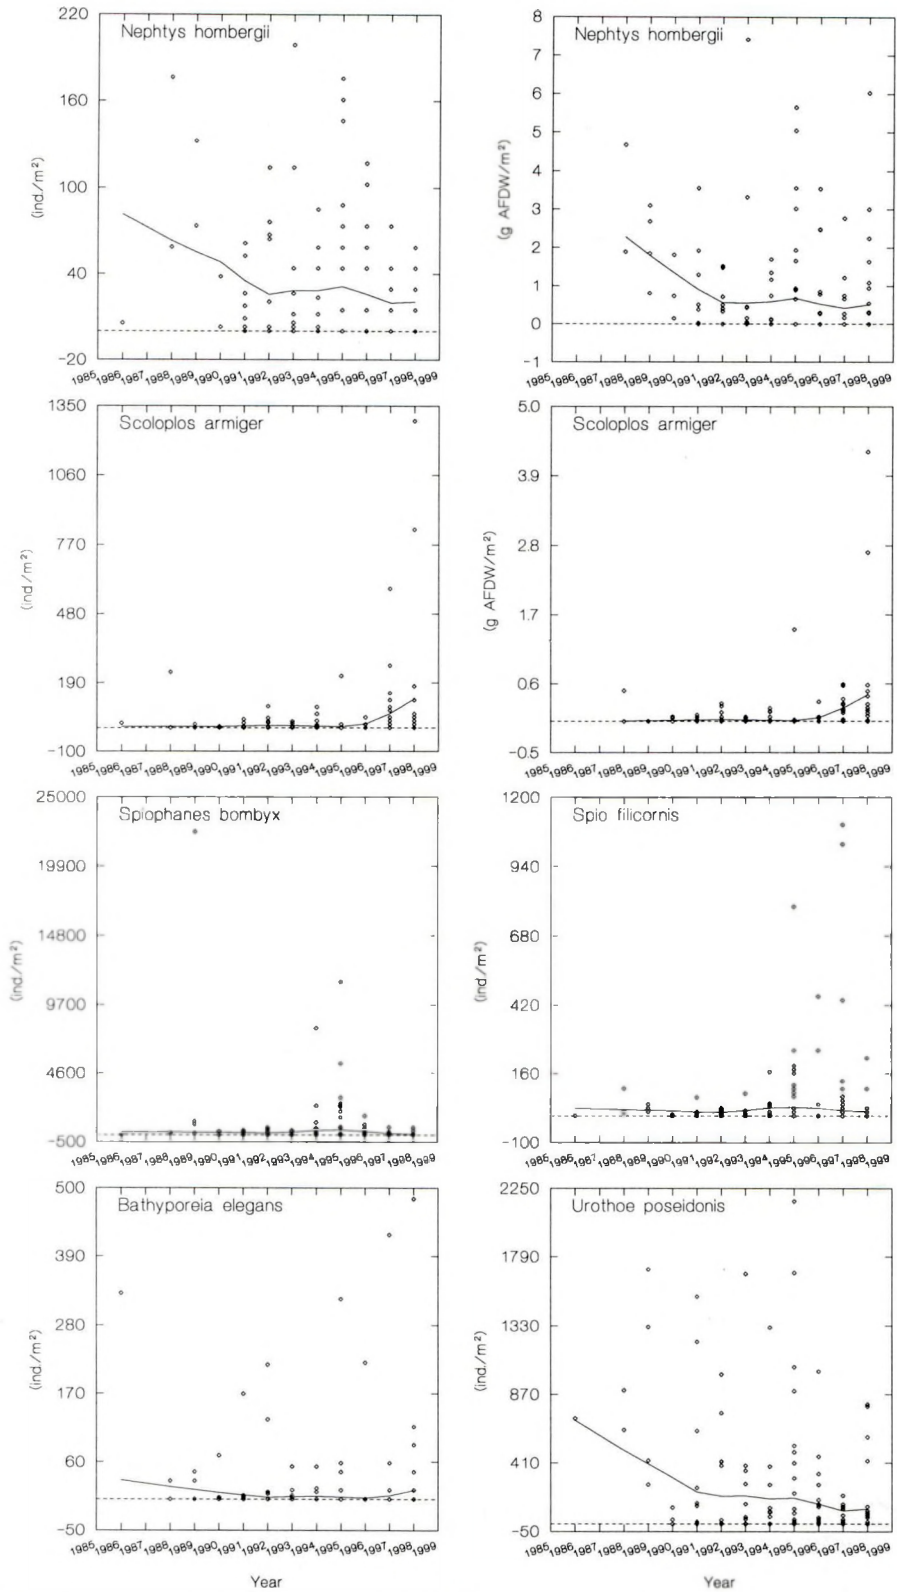 Nephtys hombergii
220
160
100
40
-20
(ind./m²)
1985 1986 1987 1988 1989 1990 1991 1992 1993 1994 1995 1996 1997 1998 1999
Nephtys hombergii
8
7
6
5
4
3
2
1
0
-1
(g AFDW/m²)
1985 1986 1987 1988 1989 1990 1991 1992 1993 1994 1995 1996 1997 1998 1999
Scoloplos armiger
1350
1060
770
480
190
-100
(ind./m²)
1985 1986 1987 1988 1989 1990 1991 1992 1993 1994 1995 1996 1997 1998 1999
Scoloplos armiger
5.0
3.9
2.8
1.7
0.6
-0.5
(g AFDW/m²)
1985 1986 1987 1988 1989 1990 1991 1992 1993 1994 1995 1996 1997 1998 1999
Spiophanes bombyx
25000
19900
14800
9700
4600
-500
(ind./m²)
1985 1986 1987 1988 1989 1990 1991 1992 1993 1994 1995 1996 1997 1998 1999
Spio filicornis
1200
940
680
420
160
-100
(ind./m²)
1985 1986 1987 1988 1989 1990 1991 1992 1993 1994 1995 1996 1997 1998 1999
Bathyporeia elegans
500
390
280
170
60
-50
(ind./m²)
1985 1986 1987 1988 1989 1990 1991 1992 1993 1994 1995 1996 1997 1998 1999
Year
Urothoe poseidonis
2250
1790
1330
870
410
-50
(ind./m²)
1985 1986 1987 1988 1989 1990 1991 1992 1993 1994 1995 1996 1997 1998 1999
Year